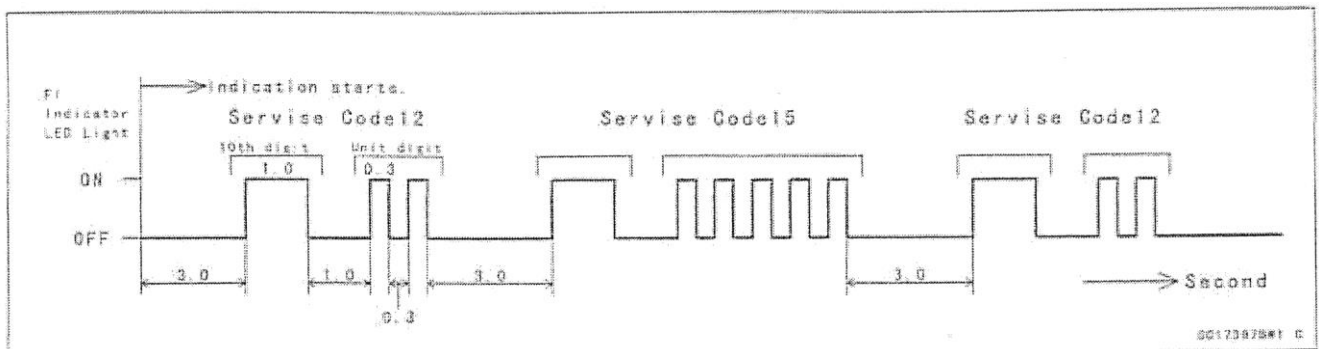 Indication starts.
FI
Indicator
LED Light
Servise Code12
Servise Code15
Servise Code12
10th digit
Unit digit
1.0
0.3
ON
OFF
3.0
1.0
3.0
3.0
Second
0.3